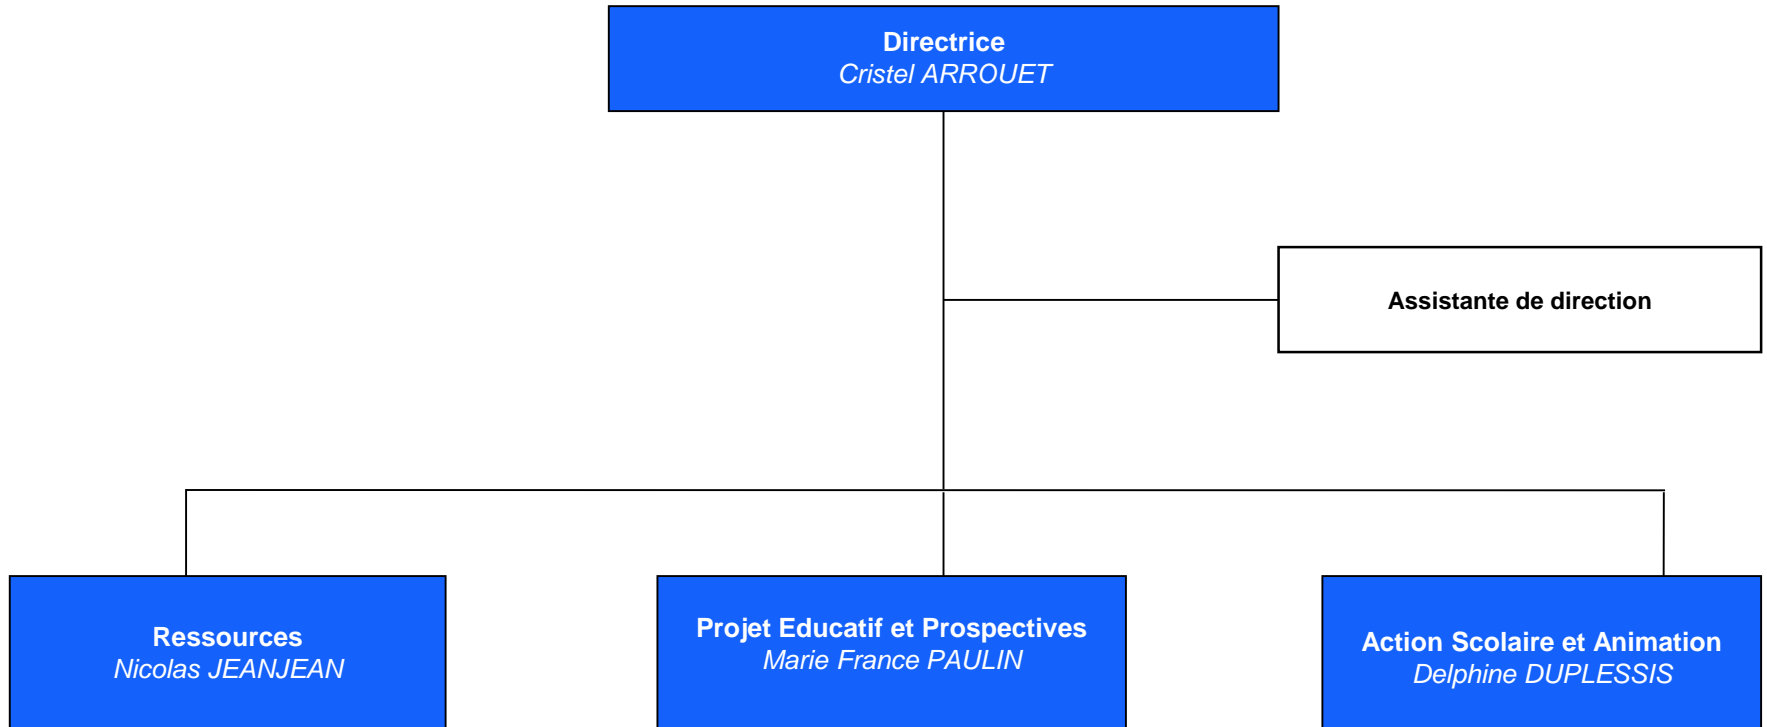 Directrice
Cristel ARROUET
Assistante de direction
Ressources
Nicolas JEANJEAN
Projet Educatif et Prospectives
Marie France PAULIN
Action Scolaire et Animation
Delphine DUPLESSIS